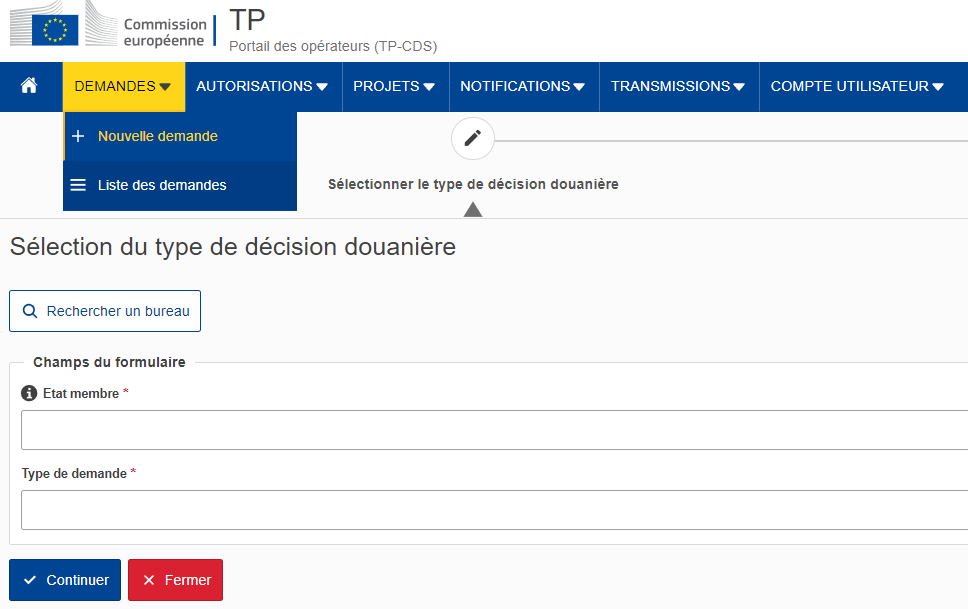 Commission
européenne
TP
Portail des opérateurs (TP-CDS)
DEMANDES
AUTORISATIONS
PROJETS
NOTIFICATIONS
TRANSMISSIONS
COMPTE UTILISATEUR
Nouvelle demande
Liste des demandes
Sélectionner le type de décision douanière
Sélection du type de décision douanière
Rechercher un bureau
Champs du formulaire
Etat membre *
Type de demande *
Continuer
Fermer